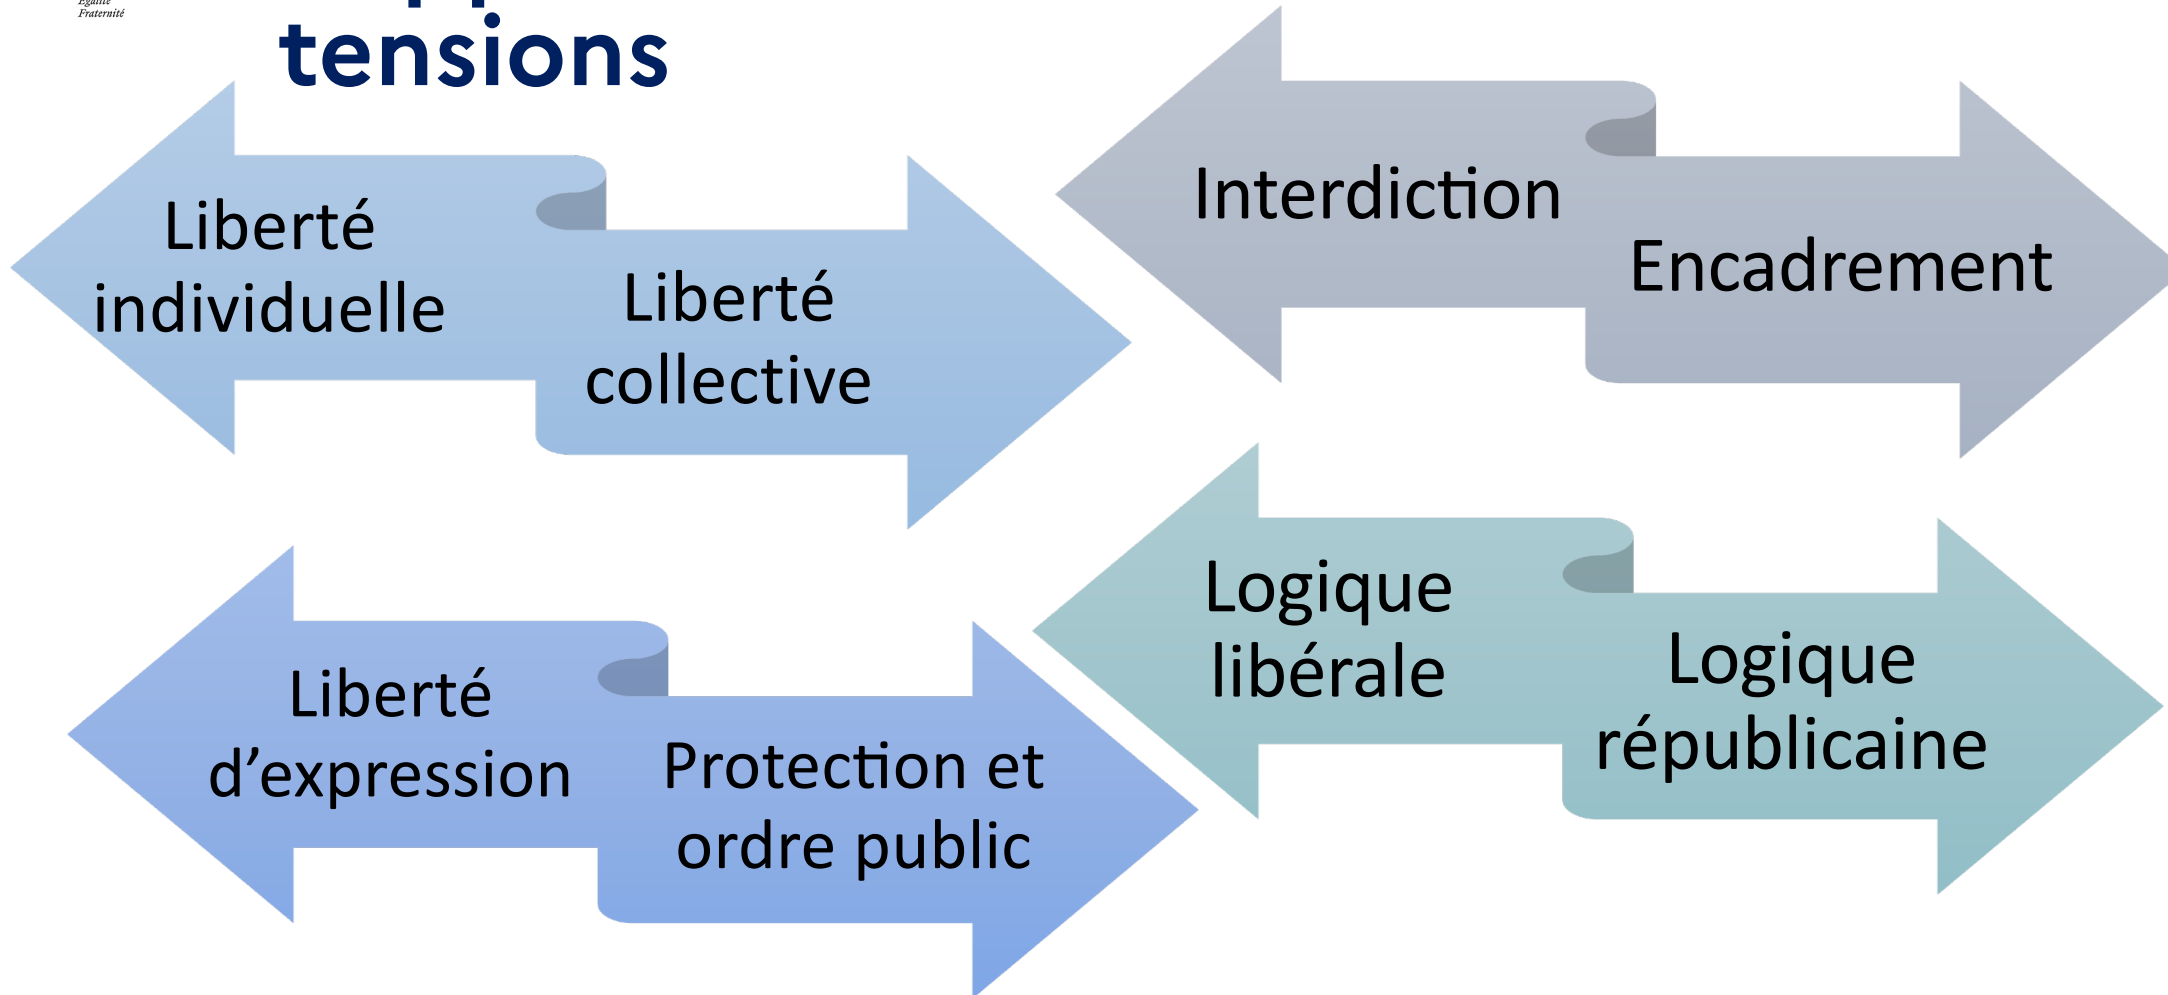 Fraternité
tensions
Liberté
individuelle
Liberté
collective
Interdiction
Encadrement
Liberté
d’expression
Protection et
ordre public
Logique
libérale
Logique
républicaine